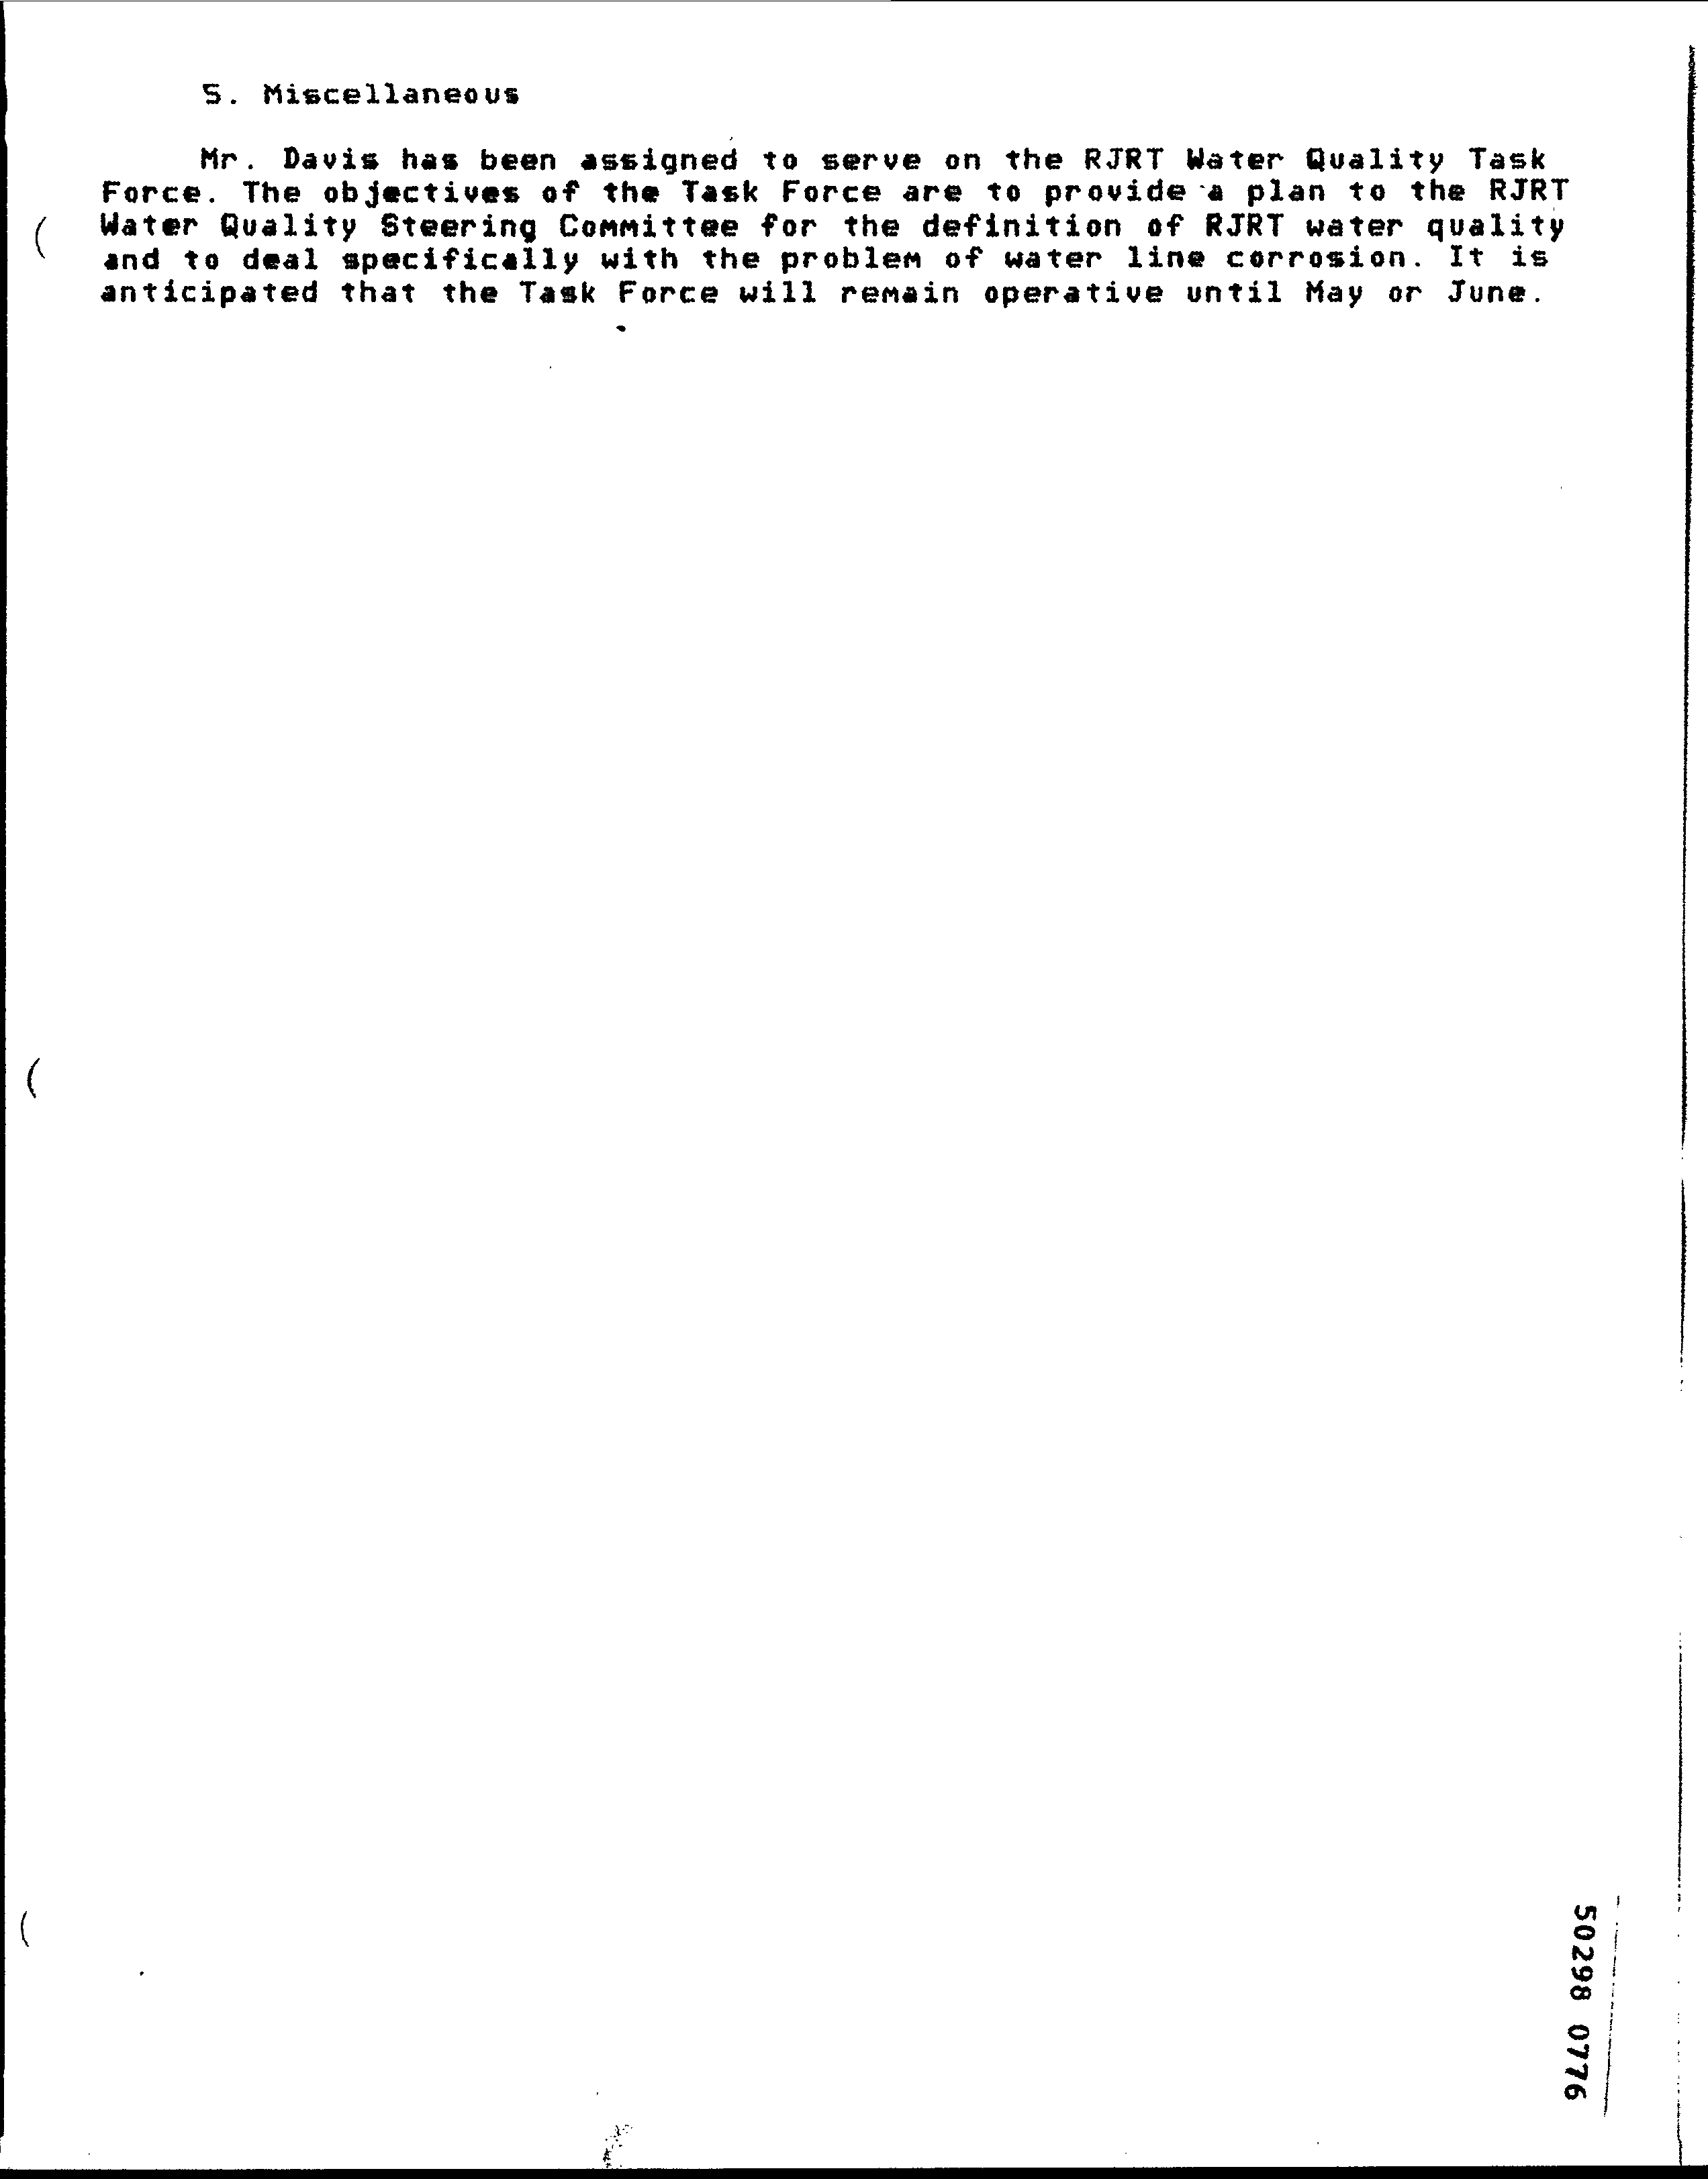 5. Miscellaneous
Mr. Davis has been assigned to serve on the RJRT Water Quality Task
Force. The objectives of the Task Force are to provide a plan to the RJRT
Water Quality Steering Committee for the definition of RJRT water quality
and to deal specifically with the problem of water line corrosion. It is
anticipated that the Task Force will remain operative until May or June.
50298 0776